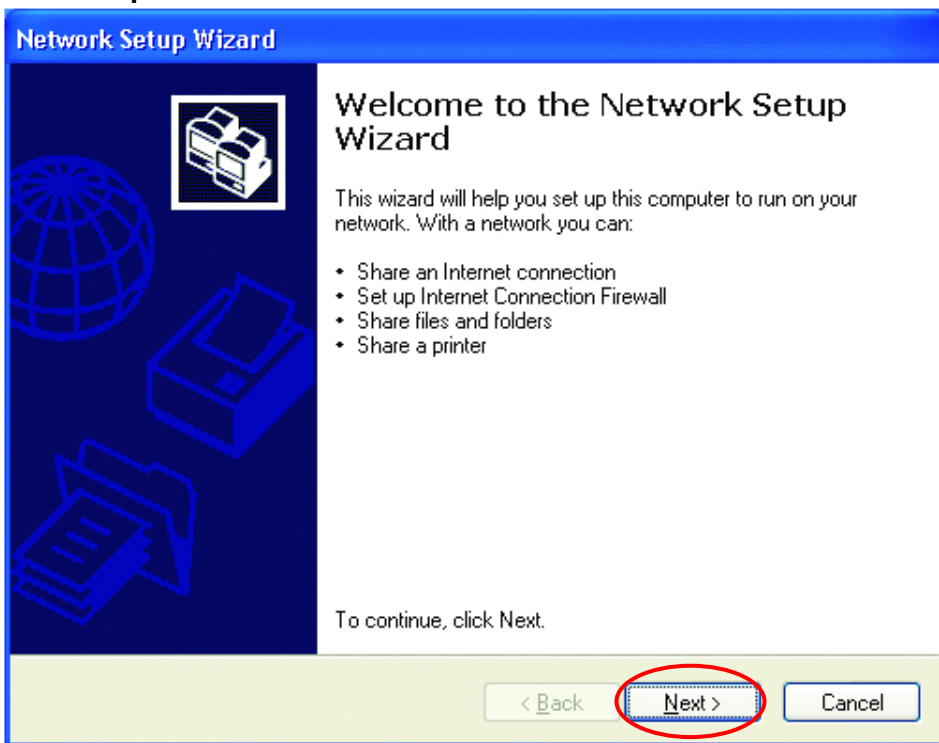 Network Setup Wizard
Welcome to the Network Setup
Wizard
This wizard will help you set up this computer to run on your
network. With a network you can:
• Share an Internet connection
• Set up Internet Connection Firewall
• Share files and folders
• Share a printer
To continue, click Next.
< Back
Next >
Cancel